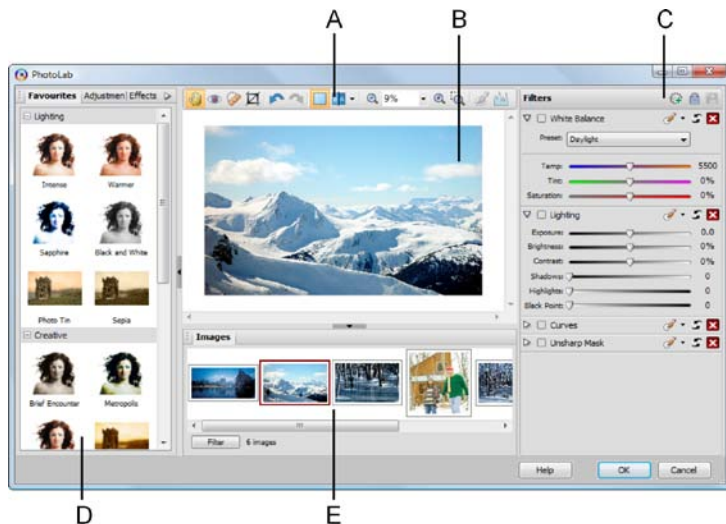 A
B
C
PhotoLab
Favourites Adjustmen Effects
9%
Filters
Lighting
Intense
Warmer
Sapphire
Black and White
Photo Tin
Sepia
Creative
Brief Encounter
Metropolis
White Balance
Preset: Daylight
Temp: 5500
Tint: 0%
Saturation: 0%
Lighting
Exposure: 0.0
Brightness: 0%
Contrast: 0%
Shadows: 0
Highlights: 0
Black Point: 0
Curves
Unsharp Mask
Images
Filter
6 images
Help
OK
Cancel
D
E